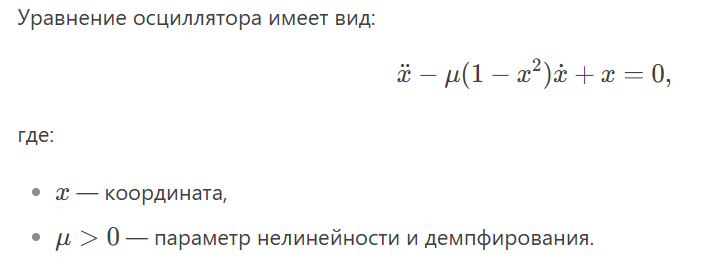 Уравнение осциллятора имеет вид:
ẍ − μ(1 − x²)ẋ + x = 0,
где:
• x — координата,
• μ > 0 — параметр нелинейности и демпфирования.